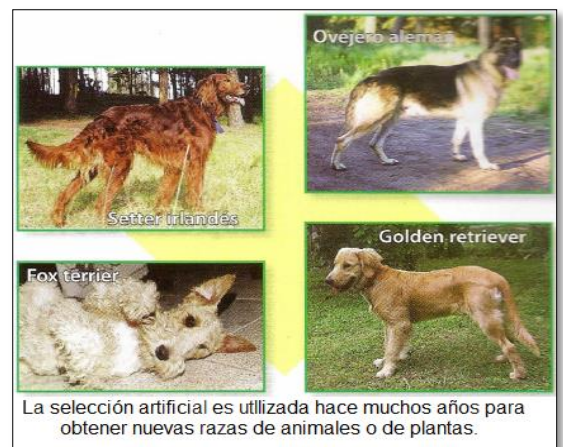 Ovejero alemán
Setter irlandés
Golden retriever
Fox terrier
La selección artificial es utllizada hace muchos años para
obtener nuevas razas de animales o de plantas.